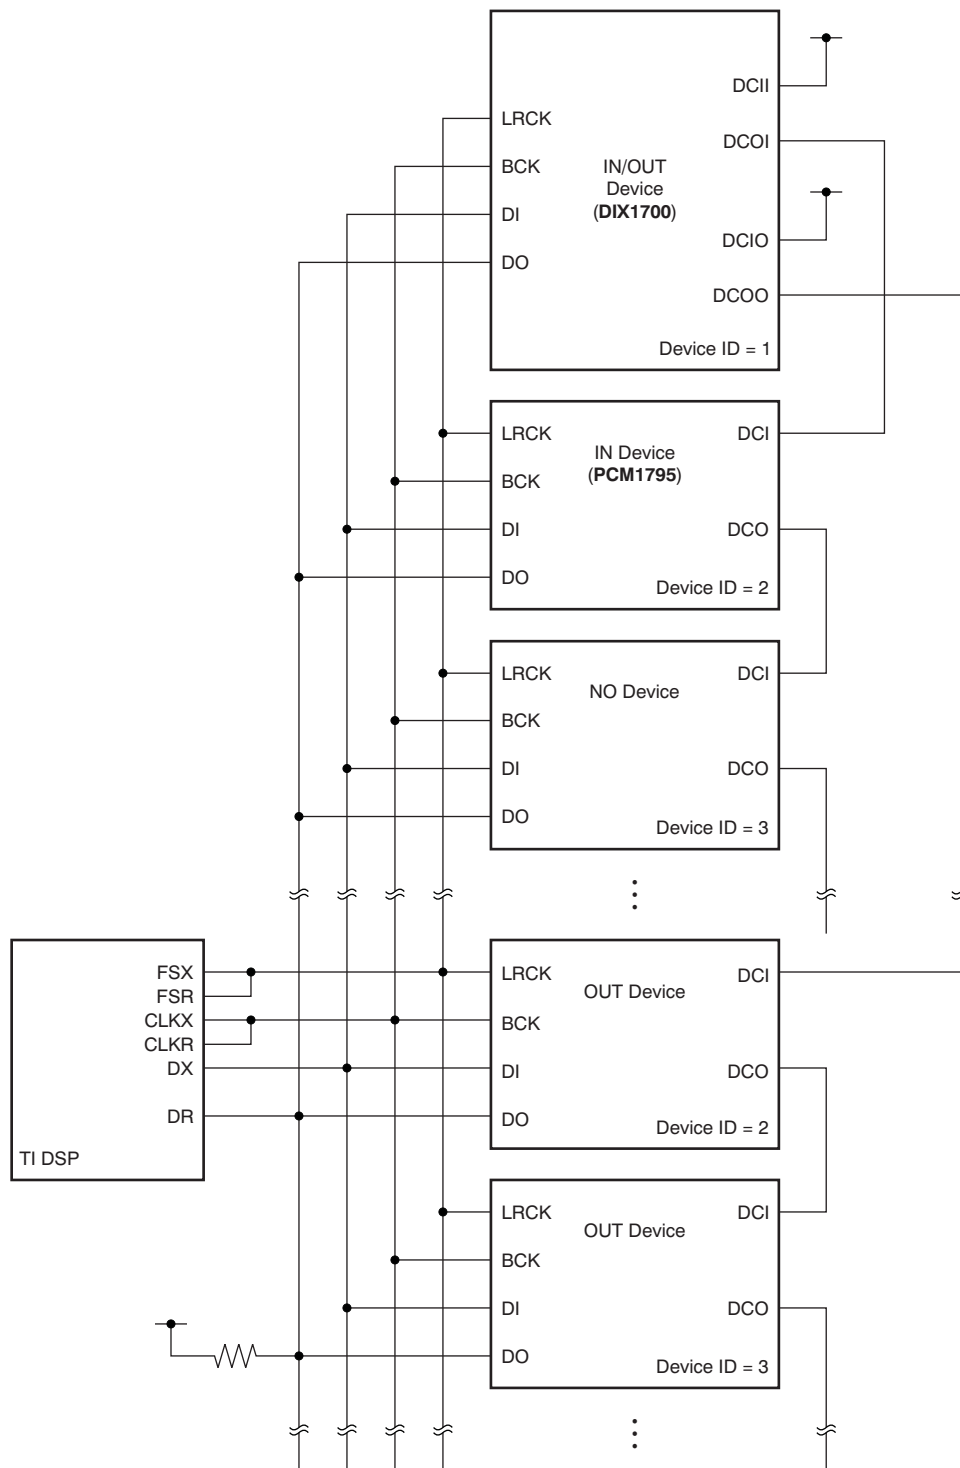 DCII
LRCK
DCOI
BCK
IN/OUT
Device
(DIX1700)
DI
DCIO
DO
DCOO
Device ID = 1
LRCK
DCI
IN Device
(PCM1795)
BCK
DI
DCO
DO
Device ID = 2
LRCK
DCI
NO Device
BCK
DI
DCO
DO
Device ID = 3
FSX
FSR
CLKX
CLKR
DX
DR
TI DSP
LRCK
DCI
OUT Device
BCK
DI
DCO
DO
Device ID = 2
LRCK
DCI
OUT Device
BCK
DI
DCO
DO
Device ID = 3